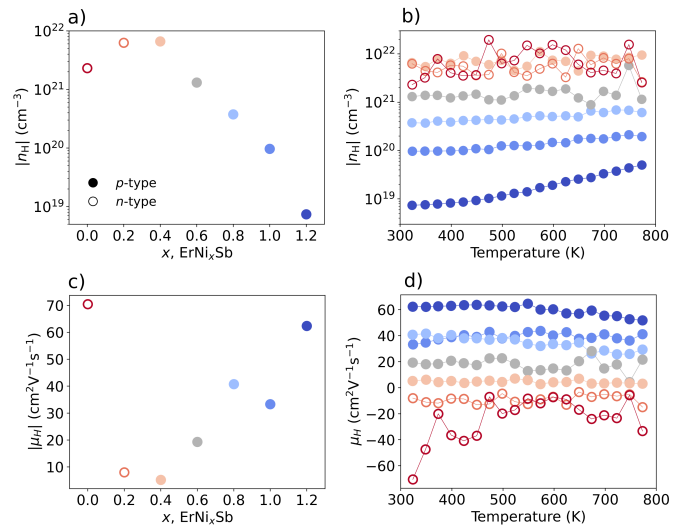 a)
10²²
10²¹
10²⁰
10¹⁹
|n_H| (cm⁻³)
p-type
n-type
0.0 0.2 0.4 0.6 0.8 1.0 1.2
x, ErNiₓSb
b)
10²²
10²¹
10²⁰
10¹⁹
|n_H| (cm⁻³)
300 400 500 600 700 800
Temperature (K)
c)
70
60
50
40
30
20
10
|μ_H| (cm²V⁻¹s⁻¹)
0.0 0.2 0.4 0.6 0.8 1.0 1.2
x, ErNiₓSb
d)
60
40
20
0
−20
−40
−60
μ_H (cm²V⁻¹s⁻¹)
300 400 500 600 700 800
Temperature (K)